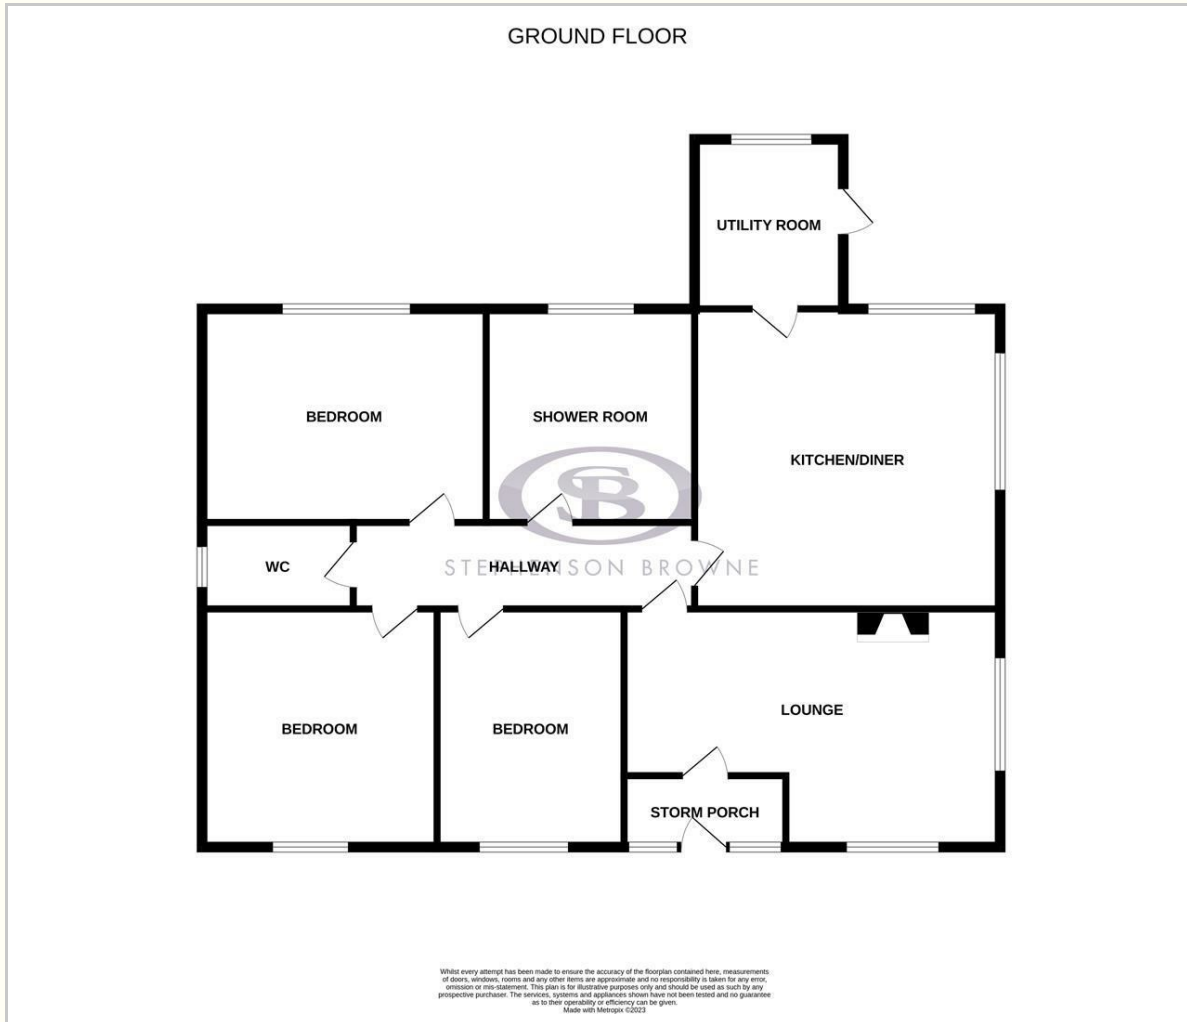 GROUND FLOOR
UTILITY ROOM
BEDROOM
SHOWER ROOM
KITCHEN/DINER
SB
WC
HALLWAY
STEPHENSON BROWNE
BEDROOM
BEDROOM
LOUNGE
STORM PORCH
Whilst every attempt has been made to ensure the accuracy of the floorplan contained here, measurements
of doors, windows, rooms and any other items are approximate and no responsibility is taken for any error,
omission or mis-statement. This plan is for illustrative purposes only and should be used as such by any
prospective purchaser. The services, systems and appliances shown have not been tested and no guarantee
as to their operability or efficiency can be given.
Made with Metropix ©2023